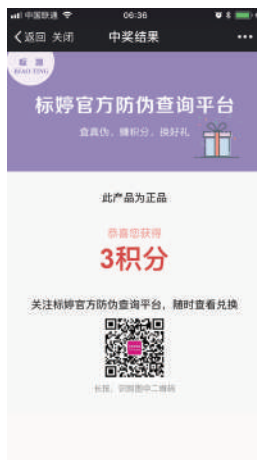 中国联通 06:36
返回 关闭 中奖结果
标婷
BIAO TING
标婷官方防伪查询平台
查真伪，赚积分，换好礼
此产品为正品
恭喜您获得
3积分
关注标婷官方防伪查询平台，随时查看兑换
长按，识别图中二维码